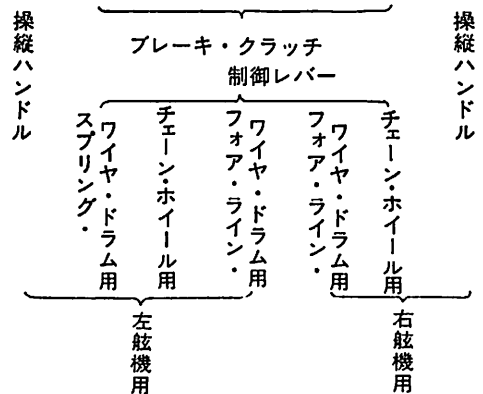 操縦ハンドル
ブレーキ・クラッチ
制御レバー
操縦ハンドル
スプリング・
ワイヤ・ドラム用
チェーン・ホイール用
フォア・ライン・
ワイヤ・ドラム用
フォア・ライン・
ワイヤ・ドラム用
チェーン・ホイール用
左舷機用
右舷機用